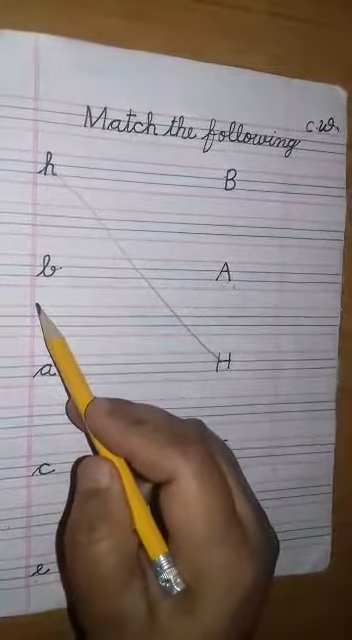 c.w.
Match the following
h B
b A
a H
c
e